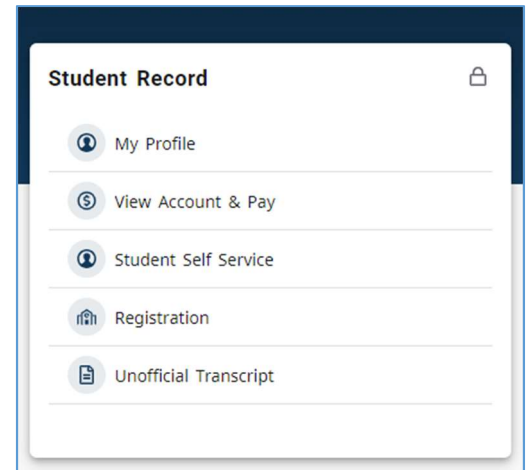 Student Record
My Profile
View Account & Pay
Student Self Service
Registration
Unofficial Transcript